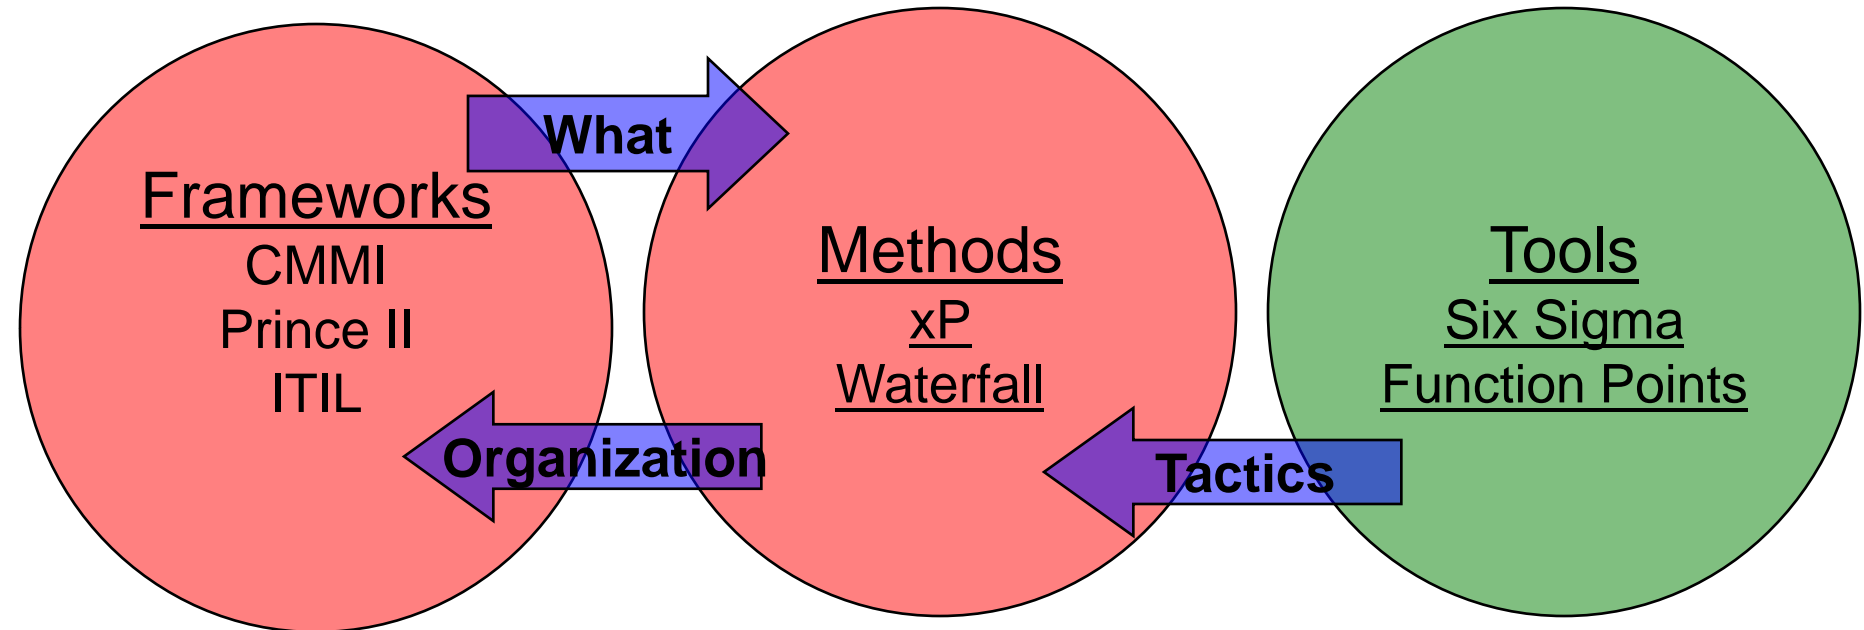 What
Frameworks
CMMI
Prince II
ITIL
Organization
Methods
xP
Waterfall
Tactics
Tools
Six Sigma
Function Points